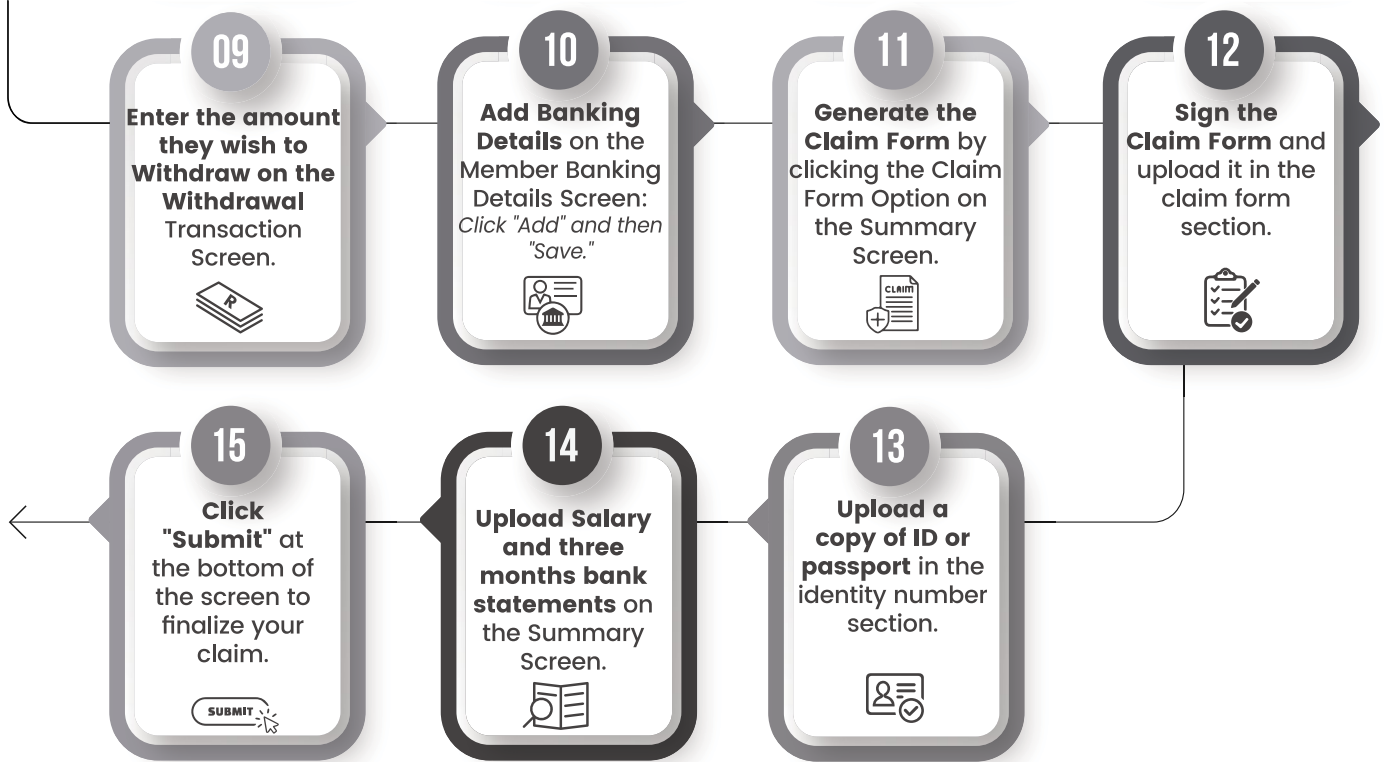 09
Enter the amount
they wish to
Withdraw on the
Withdrawal
Transaction
Screen.
R
10
Add Banking
Details on the
Member Banking
Details Screen:
Click "Add" and then
"Save."
11
Generate the
Claim Form by
clicking the Claim
Form Option on
the Summary
Screen.
CLAIM
12
Sign the
Claim Form and
upload it in the
claim form
section.
13
Upload a
copy of ID or
passport in the
identity number
section.
14
Upload Salary
and three
months bank
statements on
the Summary
Screen.
15
Click
"Submit" at
the bottom of
the screen to
finalize your
claim.
SUBMIT